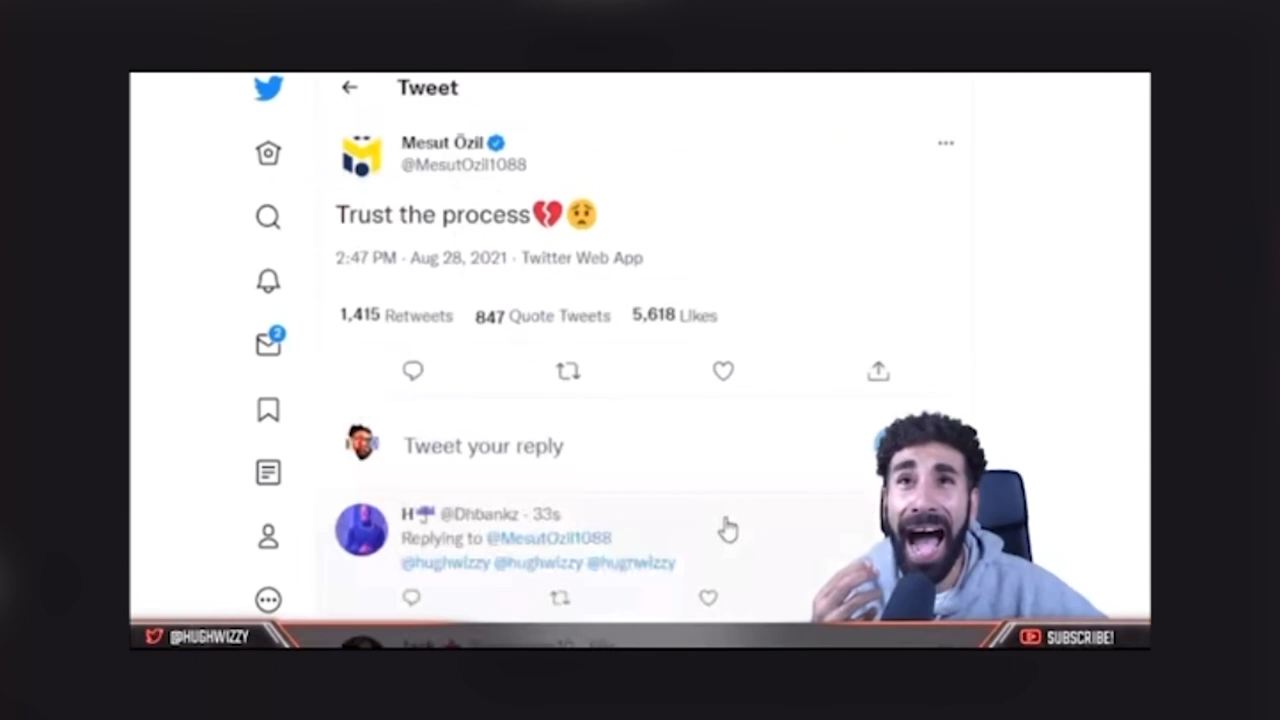 Tweet
Mesut Özil
@MesutOzil1088
Trust the process💔😟
2:47 PM · Aug 28, 2021 · Twitter Web App
1,415 Retweets 847 Quote Tweets 5,618 Likes
2
Tweet your reply
H☔ @Dhbankz · 33s
Replying to @MesutOzil1088
@hughwizzy @hughwizzy @hughwizzy
@HUGHWIZZY
SUBSCRIBE!